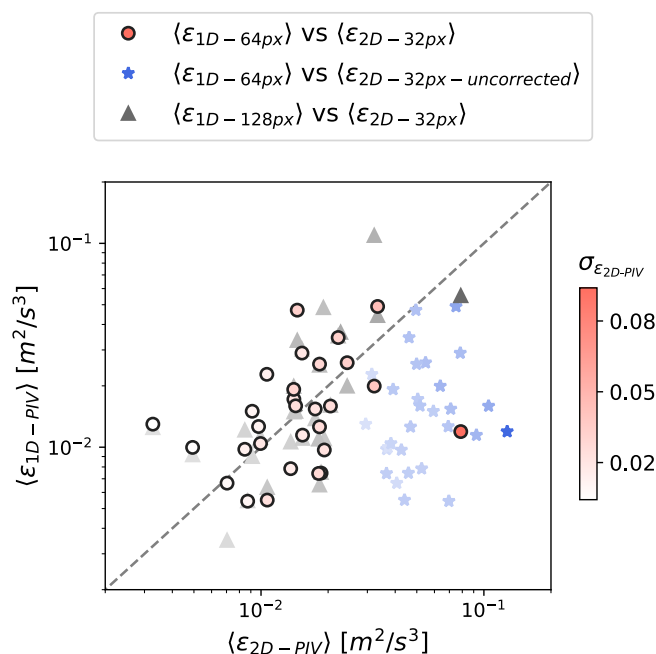 ⟨ε1D−64px⟩ vs ⟨ε2D−32px⟩
⟨ε1D−64px⟩ vs ⟨ε2D−32px−uncorrected⟩
⟨ε1D−128px⟩ vs ⟨ε2D−32px⟩
10−1
10−2
⟨ε1D−PIV⟩ [m2/s3]
10−2
10−1
⟨ε2D−PIV⟩ [m2/s3]
σε2D-PIV
0.08
0.05
0.02